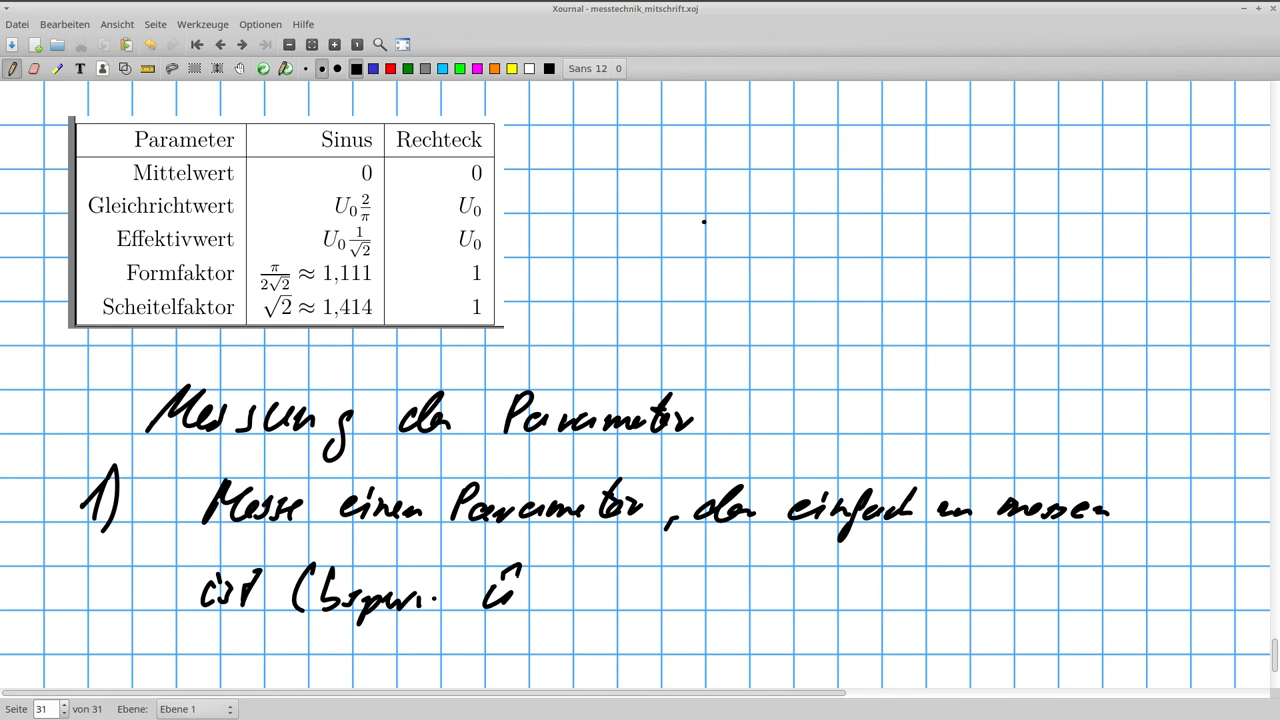 Xournal - messtechnik_mitschrift.xoj
Datei Bearbeiten Ansicht Seite Werkzeuge Optionen Hilfe
Sans 12 0
Parameter Sinus Rechteck
Mittelwert 0 0
Gleichrichtwert U₀ 2/π U₀
Effektivwert U₀ 1/√2 U₀
Formfaktor π/2√2 ≈ 1,111 1
Scheitelfaktor √2 ≈ 1,414 1
Messung der Parameter
1) Messe einen Parameter, der einfach zu messen
ist (bspw. û
Seite 31 von 31 Ebene: Ebene 1